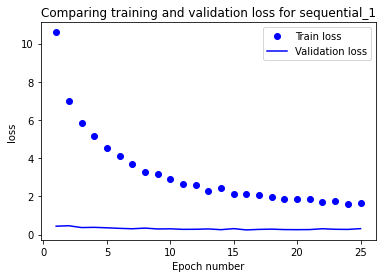 Comparing training and validation loss for sequential_1
Train loss
Validation loss
loss
10
8
6
4
2
0
0
5
10
15
20
25
Epoch number